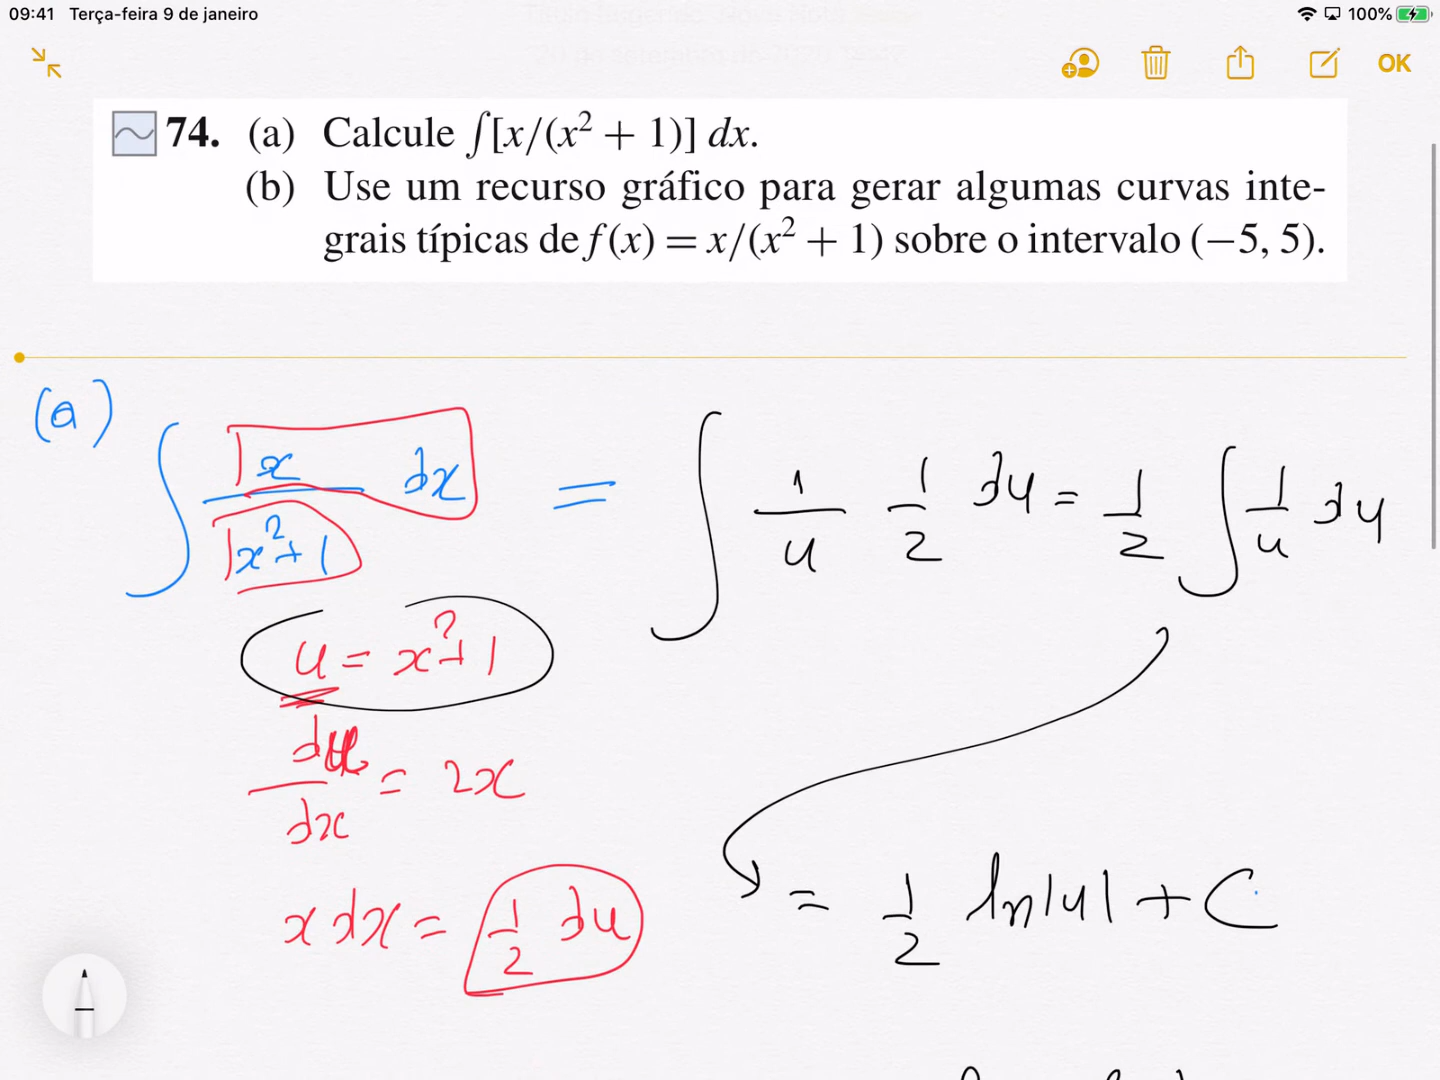 09:41 Terça-feira 9 de janeiro 100%
OK
74. (a) Calcule ∫[x/(x² + 1)] dx.
(b) Use um recurso gráfico para gerar algumas curvas inte-
grais típicas de f(x) = x/(x² + 1) sobre o intervalo (−5, 5).
(a)
∫ x/(x²+1) dx = ∫ 1/u 1/2 du = 1/2 ∫ 1/u du
u = x²+1
du/dx = 2x
x dx = 1/2 du
= 1/2 ln|u| + C